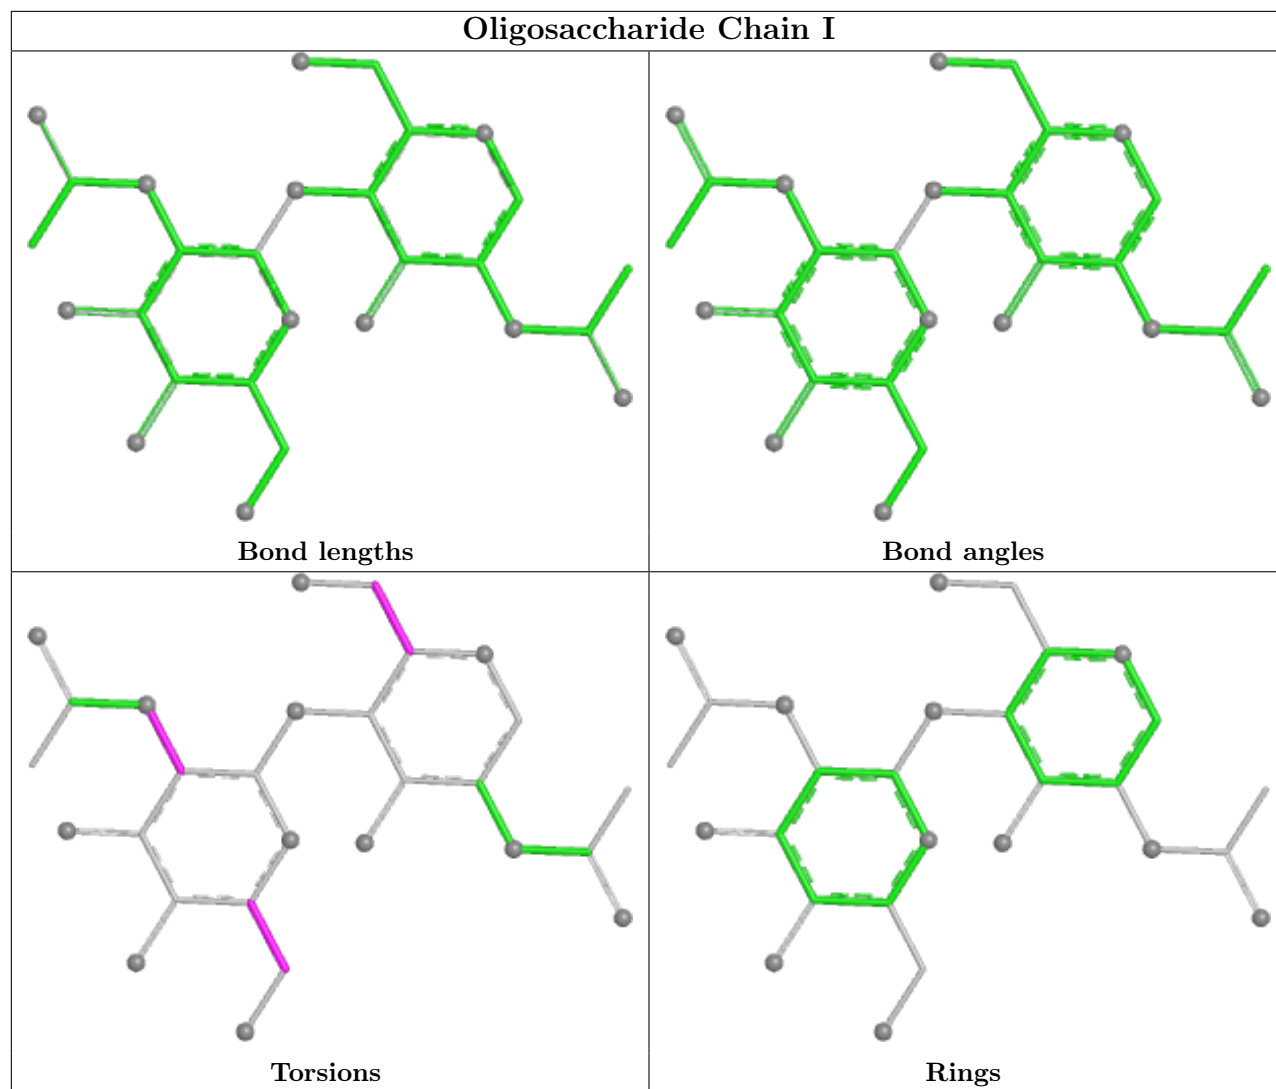 Oligosaccharide Chain I
Bond lengths
Bond angles
Torsions
Rings